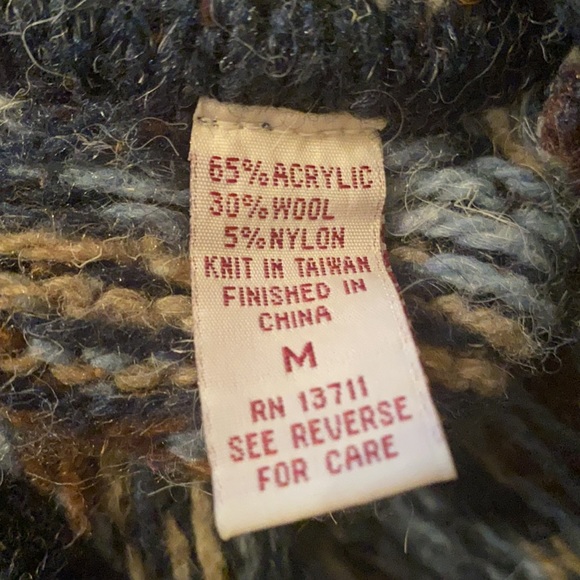 65% ACRYLIC
30% WOOL
5% NYLON
KNIT IN TAIWAN
FINISHED IN
CHINA
M
RN 13711
SEE REVERSE
FOR CARE